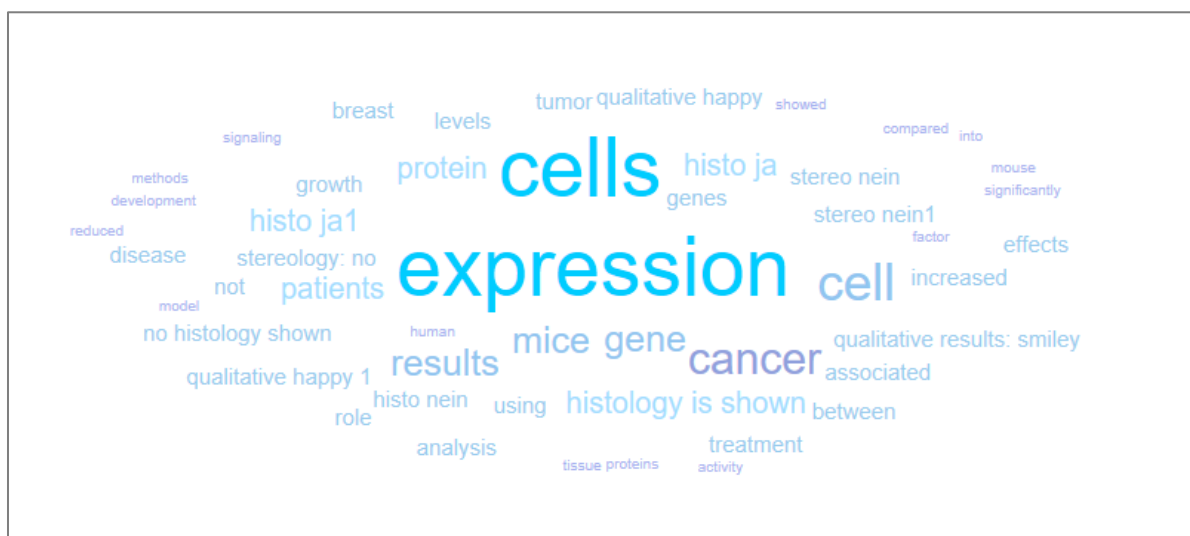 tumor qualitative happy showed
breast levels
signaling compared into
cells
protein histo ja mouse
methods growth genes stereo nein significantly
development
reduced histo ja1 stereo nein1
disease stereology: no factor effects
expression
not patients cell increased
model
no histology shown human mice gene qualitative results: smiley
results cancer associated
qualitative happy 1
histo nein using histology is shown between
role
analysis treatment
tissue proteins activity